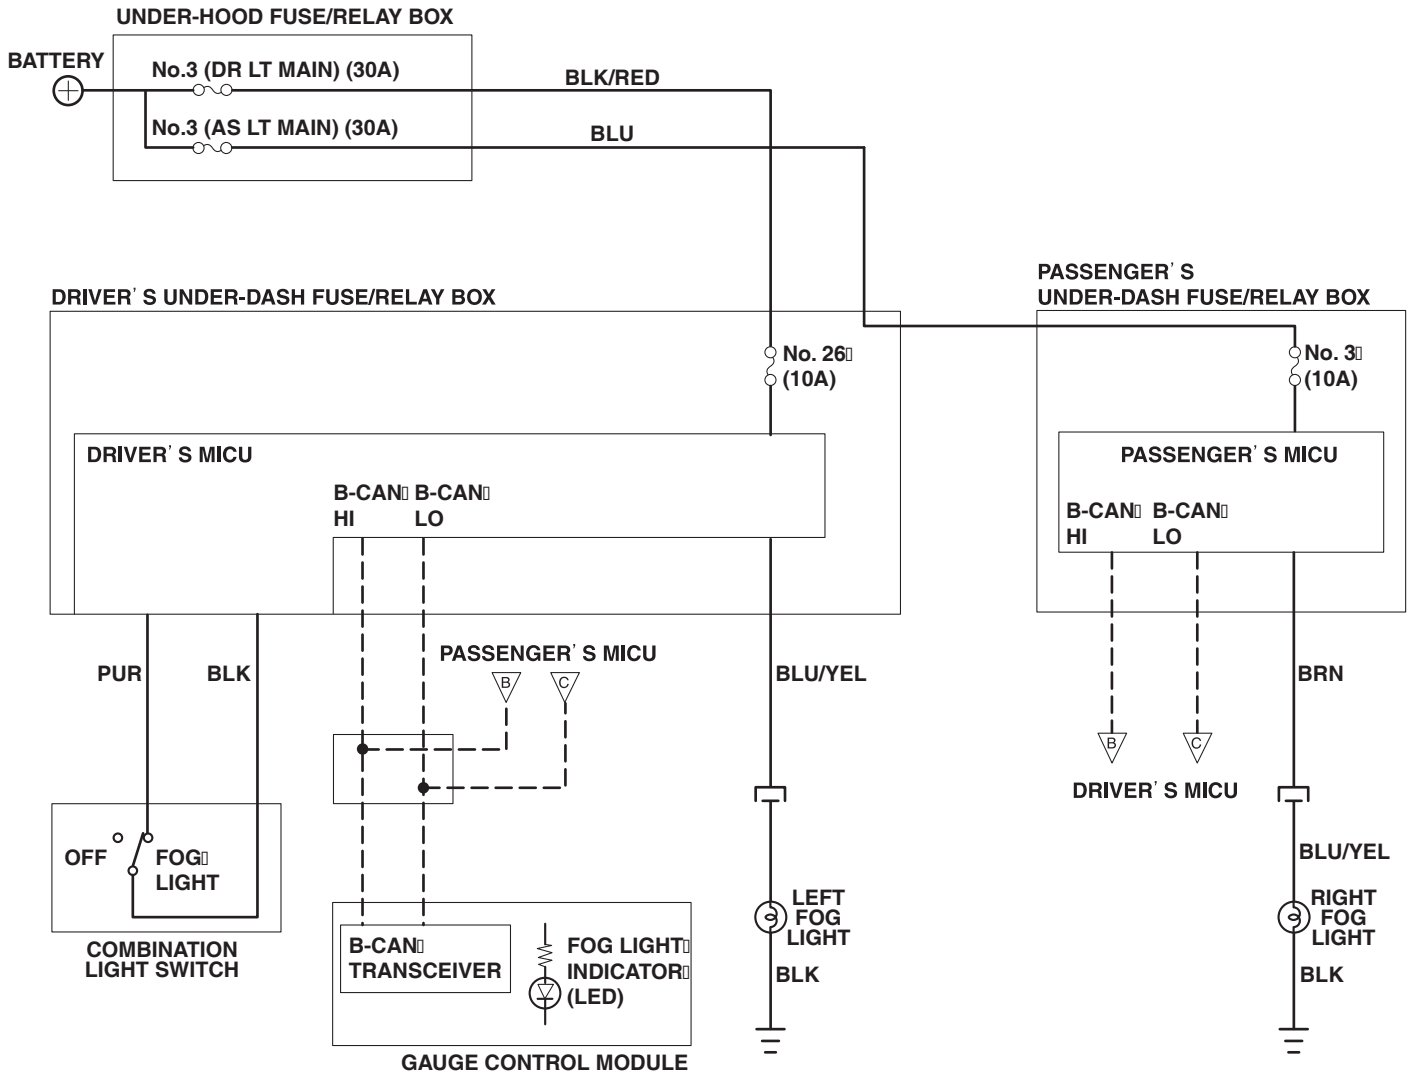 UNDER-HOOD FUSE/RELAY BOX
BATTERY
No.3 (DR LT MAIN) (30A)
BLK/RED
No.3 (AS LT MAIN) (30A)
BLU
DRIVER'S UNDER-DASH FUSE/RELAY BOX
PASSENGER'S
UNDER-DASH FUSE/RELAY BOX
No. 26
(10A)
No. 3
(10A)
DRIVER'S MICU
B-CAN
HI
B-CAN
LO
PASSENGER'S MICU
B-CAN
HI
B-CAN
LO
PUR
BLK
PASSENGER'S MICU
B
C
BLU/YEL
BRN
B
C
DRIVER'S MICU
OFF
FOG
LIGHT
COMBINATION
LIGHT SWITCH
B-CAN
TRANSCEIVER
FOG LIGHT
INDICATOR
(LED)
GAUGE CONTROL MODULE
LEFT
FOG
LIGHT
BLK
BLU/YEL
RIGHT
FOG
LIGHT
BLK